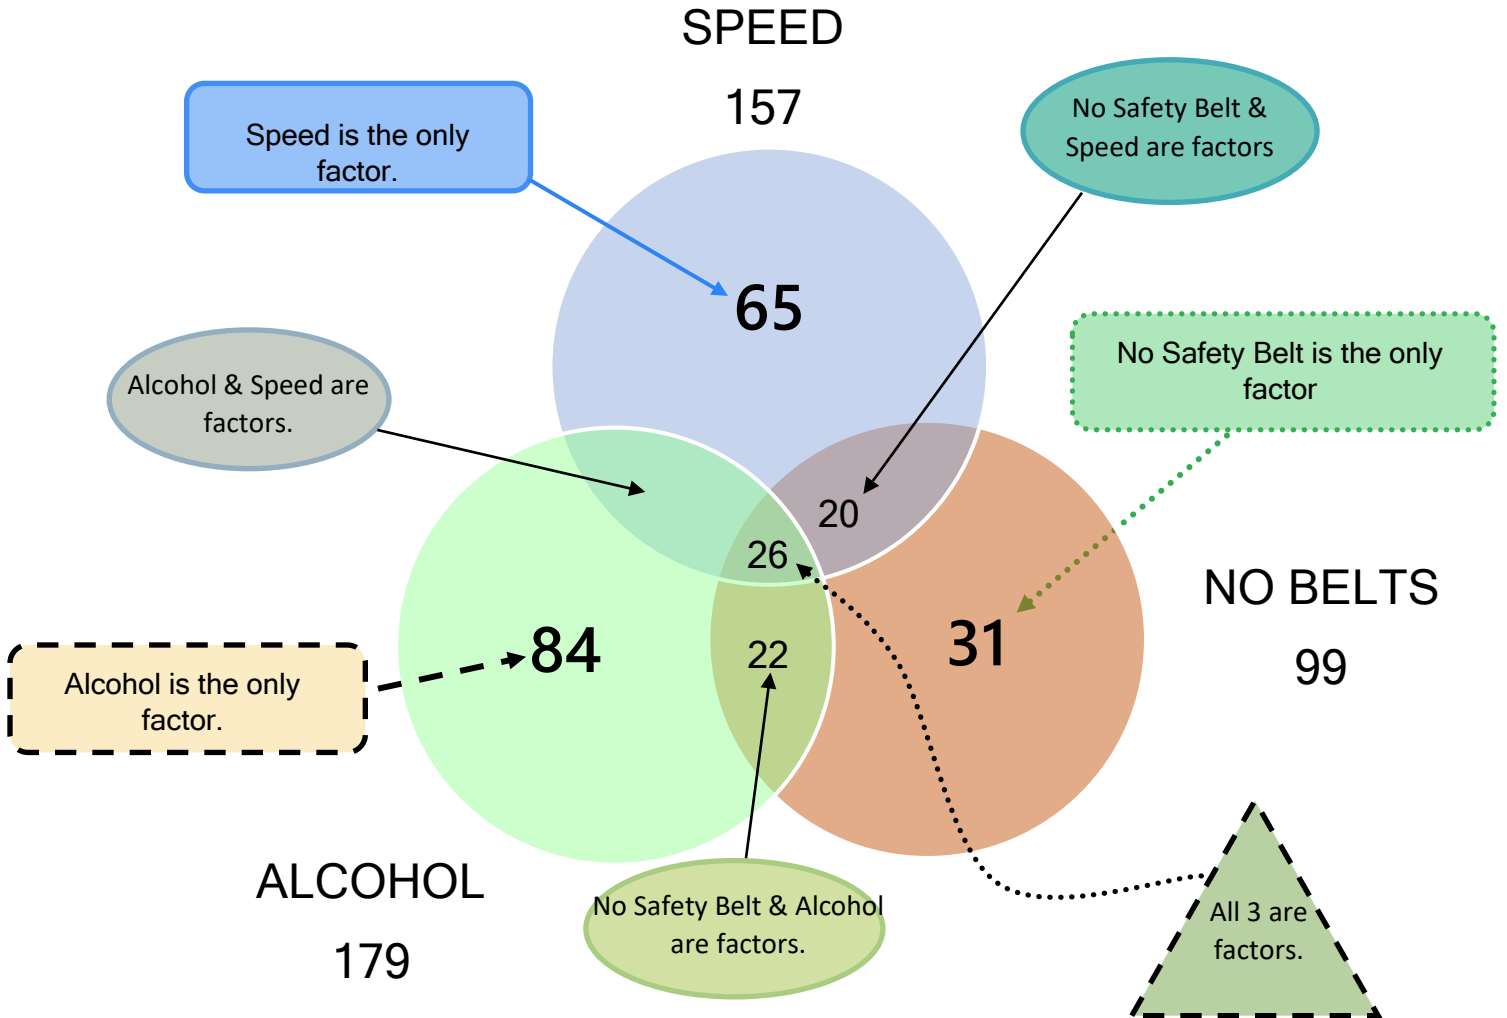 SPEED
157
Speed is the only
factor.
No Safety Belt &
Speed are factors
65
No Safety Belt is the only
factor
Alcohol & Speed are
factors.
20
26
NO BELTS
99
84
22
31
Alcohol is the only
factor.
ALCOHOL
179
No Safety Belt & Alcohol
are factors.
All 3 are
factors.